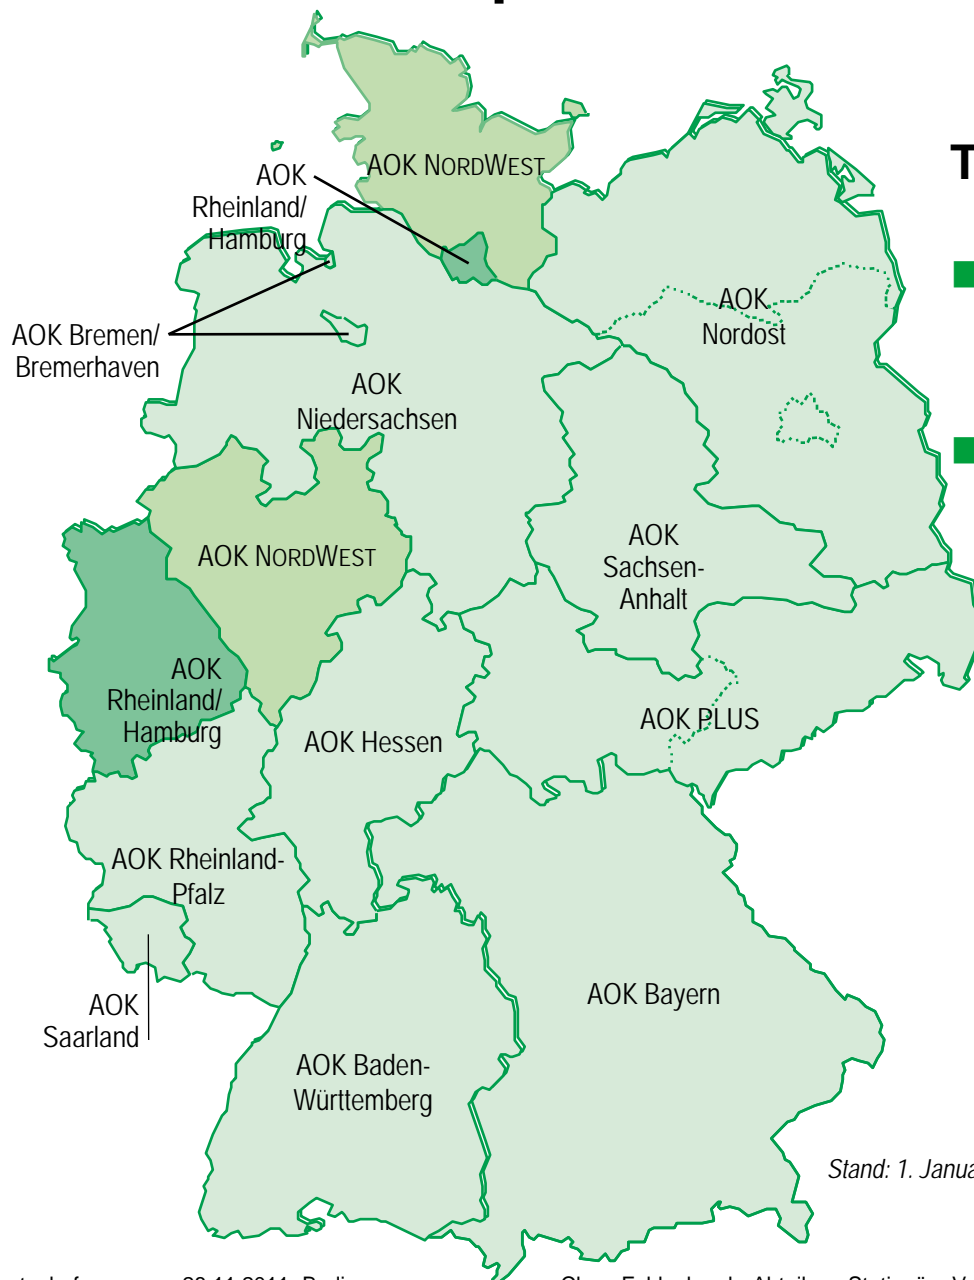 AOK NORDWEST
AOK
Rheinland/
Hamburg
AOK Bremen/
Bremerhaven
AOK
Nordost
AOK
Niedersachsen
AOK NORDWEST
AOK
Sachsen-
Anhalt
AOK
Rheinland/
Hamburg
AOK PLUS
AOK Hessen
AOK Rheinland-
Pfalz
AOK
Saarland
AOK Bayern
AOK Baden-
Württemberg
Stand: 1. Janua